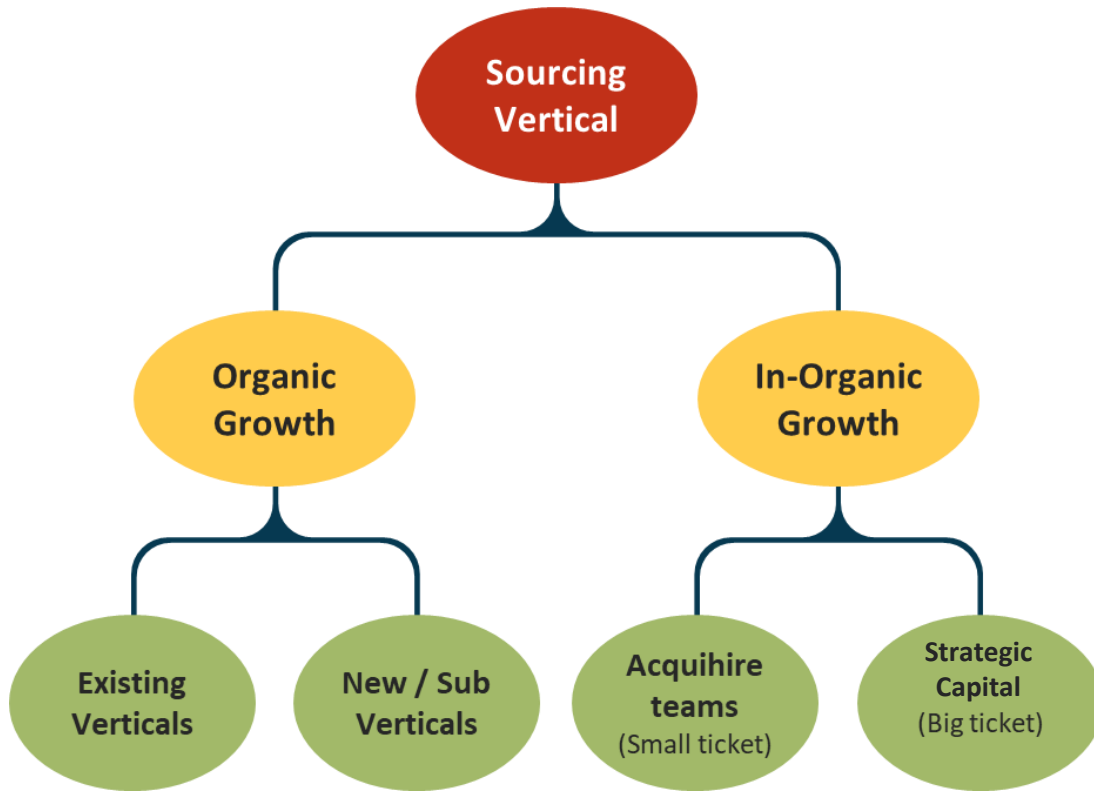 Sourcing
Vertical
Organic
Growth
In-Organic
Growth
Existing
Verticals
New / Sub
Verticals
Acquihire
teams
(Small ticket)
Strategic
Capital
(Big ticket)